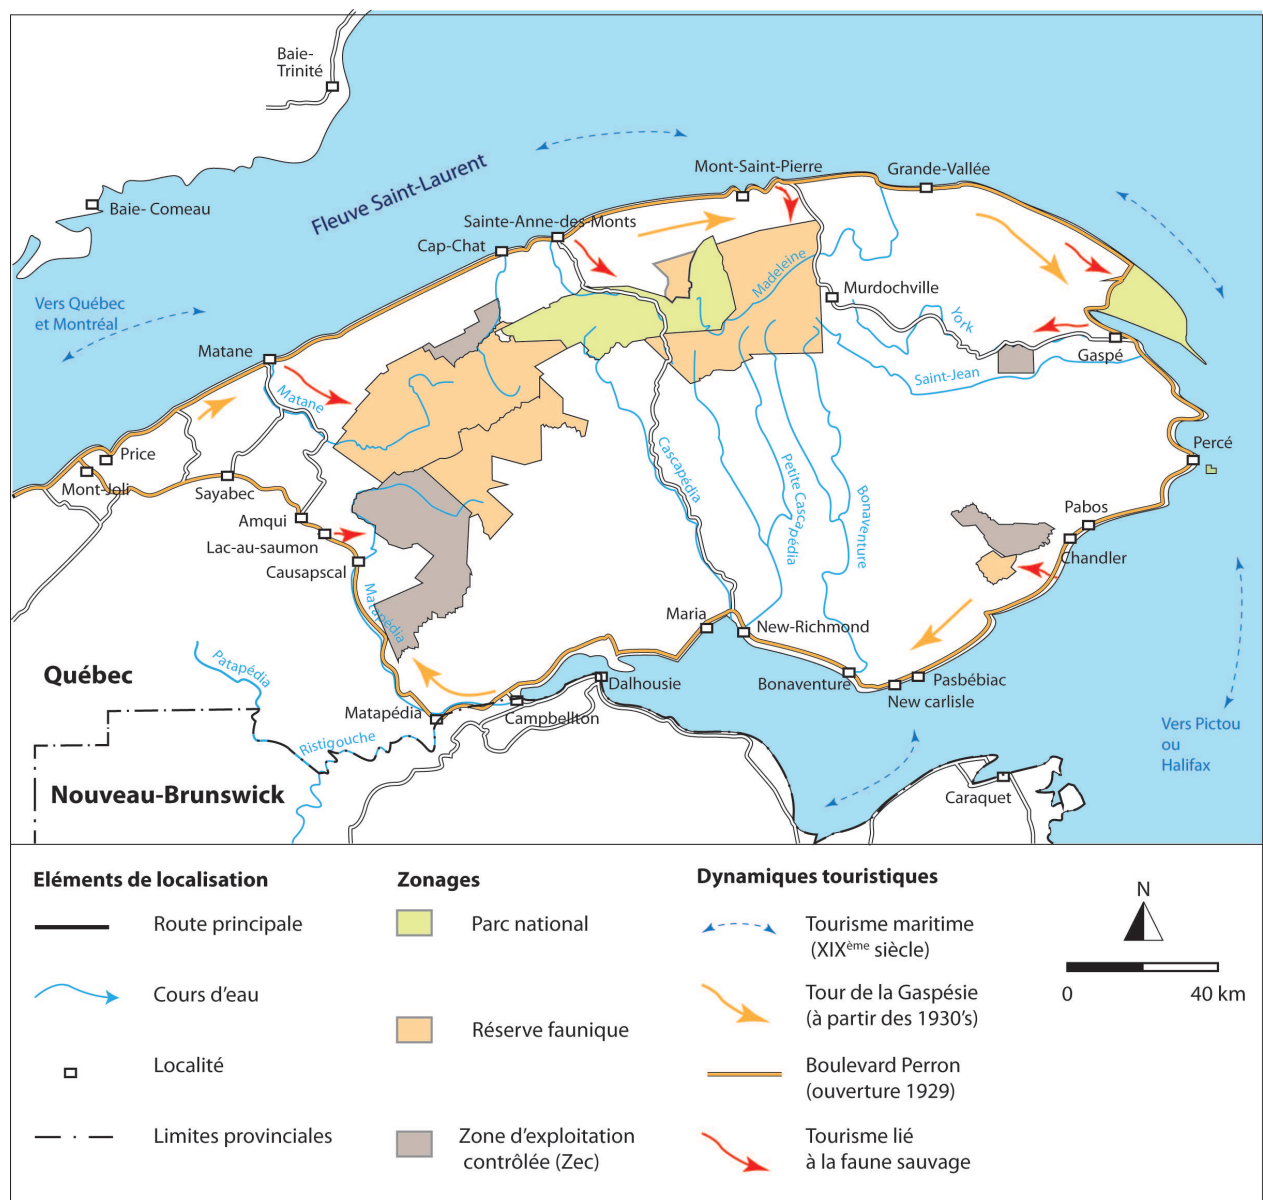 Baie-
Trinité
Baie- Comeau
Fleuve Saint-Laurent
Mont-Saint-Pierre
Grande-Vallée
Sainte-Anne-des-Monts
Cap-Chat
Madeleine
Murdochville
Vers Québec
et Montréal
York
Matane
Gaspé
Saint-Jean
Matane
Price
Mont-Joli
Sayabec
Percé
Cascapédia
Petite Cascapédia
Bonaventure
Amqui
Lac-au-saumon
Causapscal
Pabos
Chandler
Matapédia
Maria
New-Richmond
Patapédia
Québec
Dalhousie
Bonaventure
Pasbébiac
New carlisle
Matapédia
Campbellton
Ristigouche
Vers Pictou
ou
Halifax
Nouveau-Brunswick
Caraquet
Eléments de localisation
Route principale
Cours d'eau
Localité
Limites provinciales
Zonages
Parc national
Réserve faunique
Zone d'exploitation
contrôlée (Zec)
Dynamiques touristiques
Tourisme maritime
(XIXème siècle)
Tour de la Gaspésie
(à partir des 1930's)
Boulevard Perron
(ouverture 1929)
Tourisme lié
à la faune sauvage
N
0 40 km